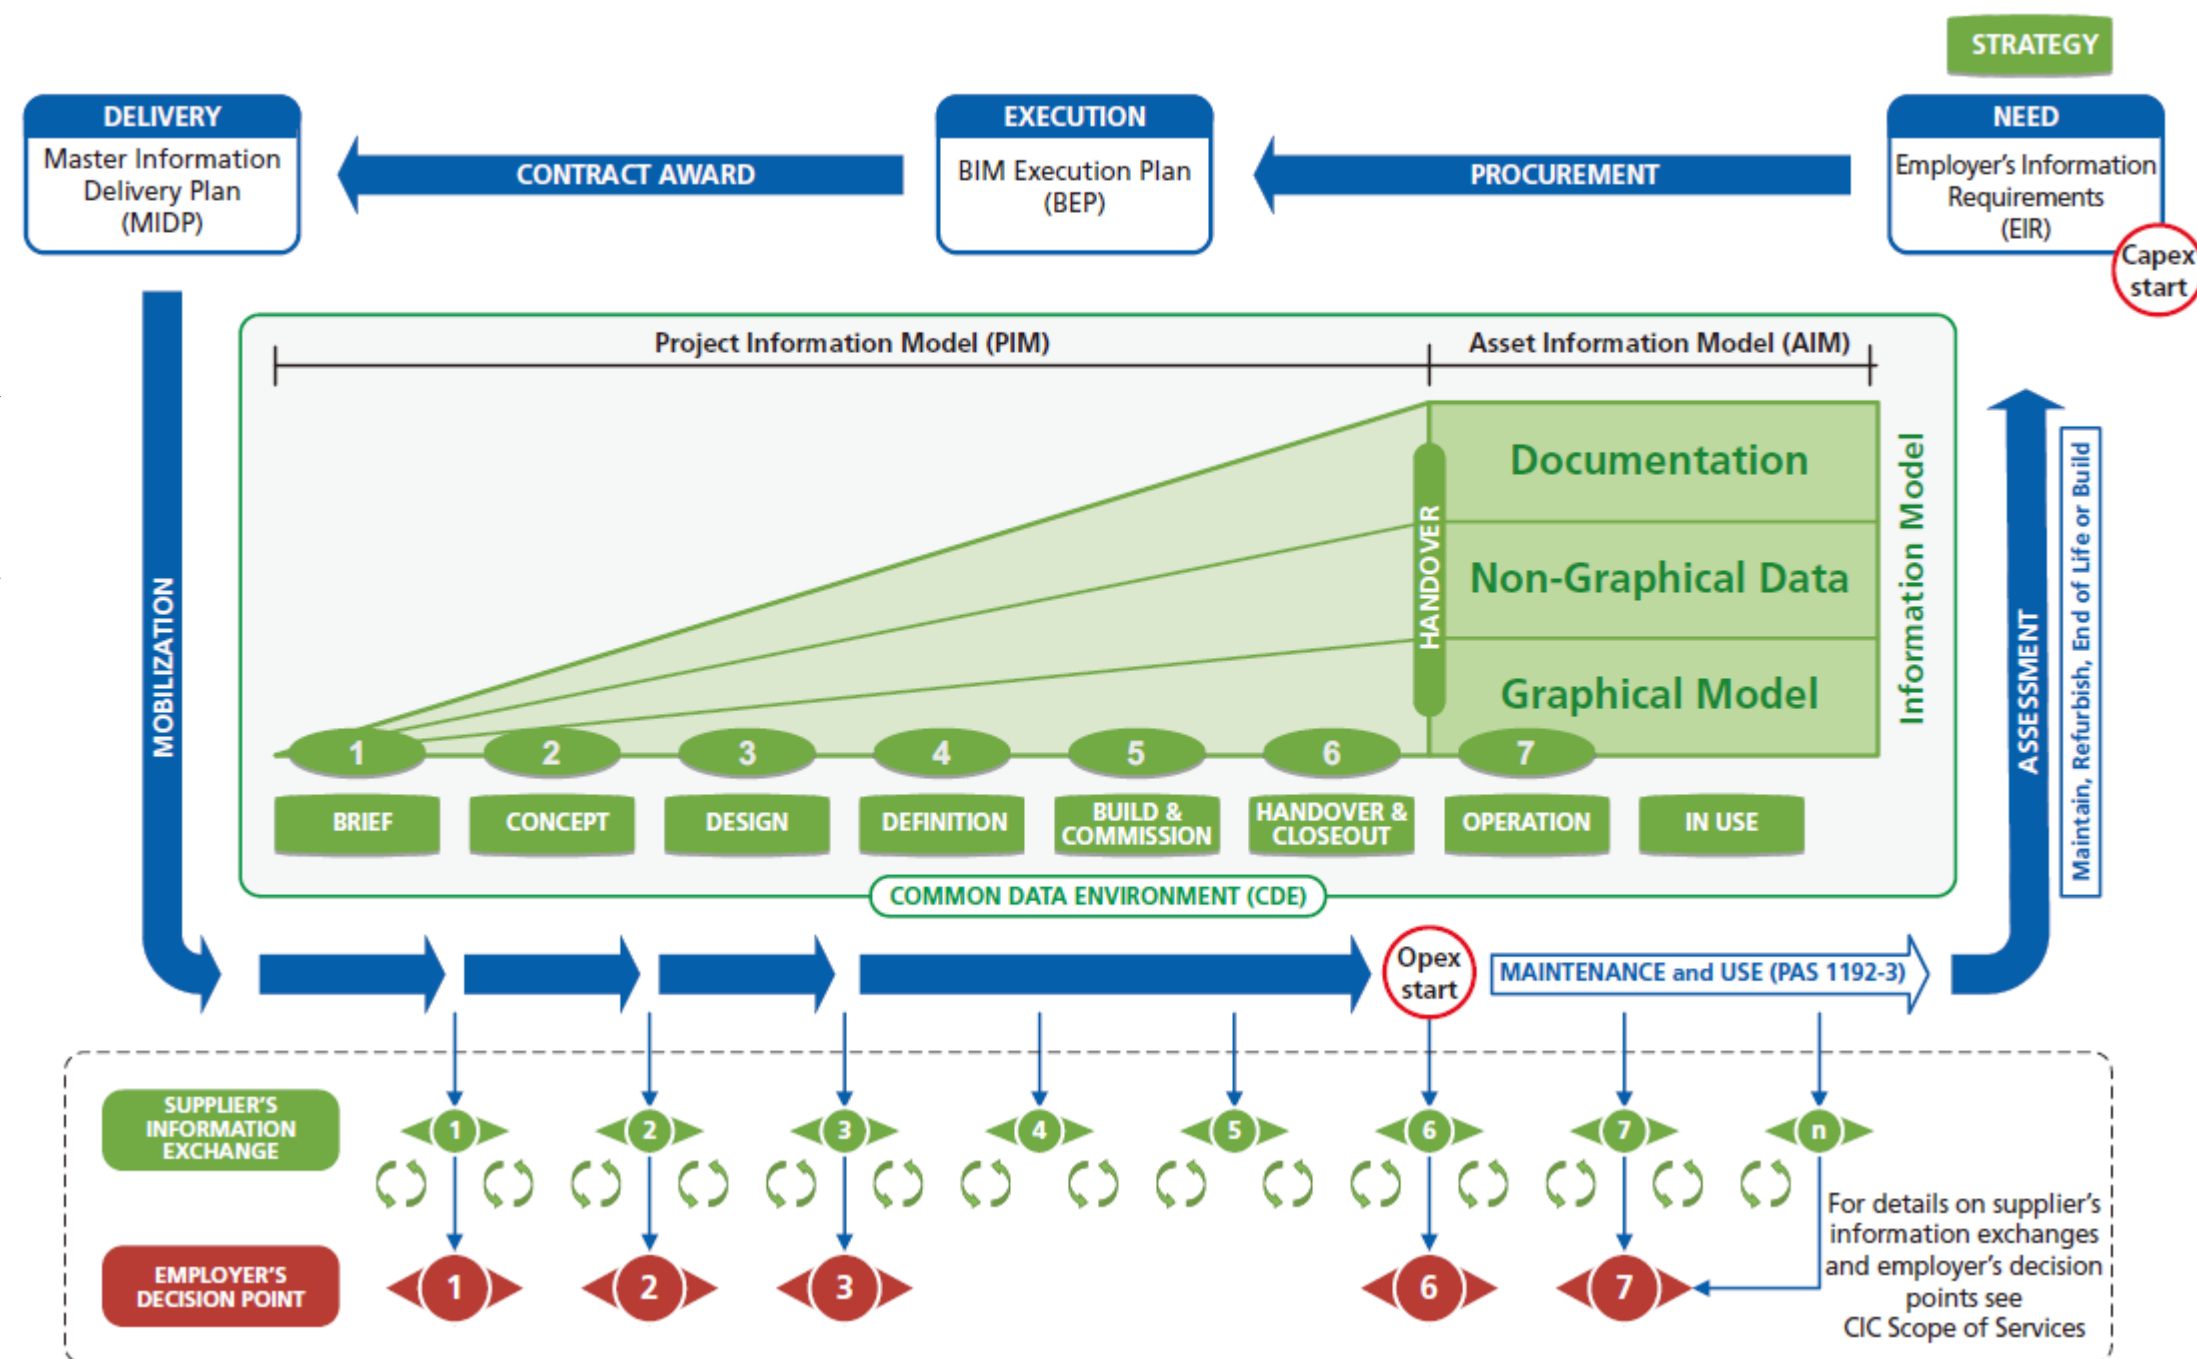 STRATEGY
DELIVERY
Master Information
Delivery Plan
(MIDP)
CONTRACT AWARD
EXECUTION
BIM Execution Plan
(BEP)
PROCUREMENT
NEED
Employer's Information
Requirements
(EIR)
Capex
start
Project Information Model (PIM)
Asset Information Model (AIM)
MOBILIZATION
HANDOVER
Documentation
Non-Graphical Data
Graphical Model
Information Model
ASSESSMENT
Maintain, Refurbish, End of Life or Build
1
2
3
4
5
6
7
BRIEF
CONCEPT
DESIGN
DEFINITION
BUILD &
COMMISSION
HANDOVER &
CLOSEOUT
OPERATION
IN USE
COMMON DATA ENVIRONMENT (CDE)
Opex
start
MAINTENANCE and USE (PAS 1192-3)
SUPPLIER'S
INFORMATION
EXCHANGE
1
2
3
4
5
6
7
n
EMPLOYER'S
DECISION POINT
1
2
3
6
7
For details on supplier's
information exchanges
and employer's decision
points see
CIC Scope of Services